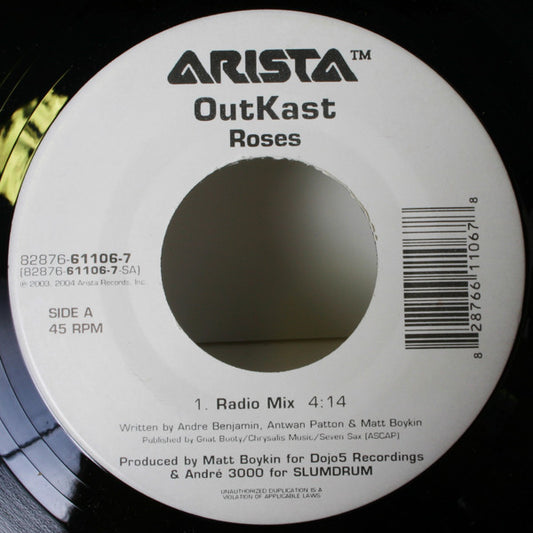 ARISTA™
OutKast
Roses
82876-61106-7
(82876-61106-7-SA)
℗ 2003, 2004 Arista Records, Inc.
SIDE A
45 RPM
8 28766 11067 8
1. Radio Mix 4:14
Written by Andre Benjamin, Antwan Patton & Matt Boykin
Published by Gnat Booty/Chrysalis Music/Seven Sax (ASCAP)
Produced by Matt Boykin for Dojo5 Recordings
& André 3000 for SLUMDRUM
UNAUTHORIZED DUPLICATION IS A
VIOLATION OF APPLICABLE LAWS